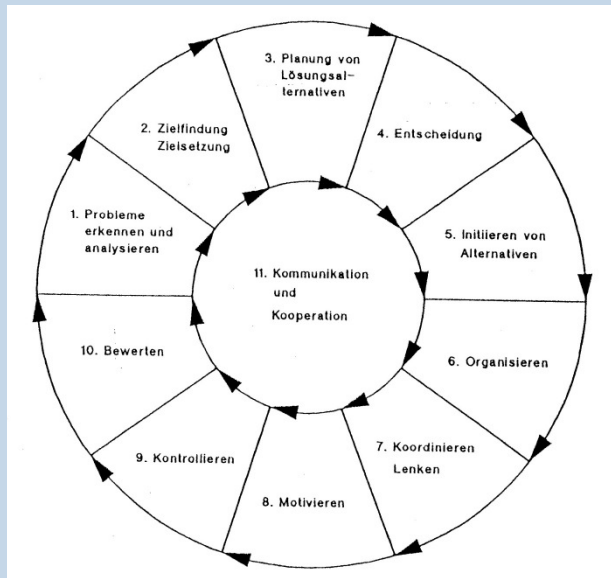 1. Probleme
erkennen und
analysieren
2. Zielfindung
Zielsetzung
3. Planung von
Lösungsal-
ternativen
4. Entscheidung
5. Initiieren von
Alternativen
6. Organisieren
7. Koordinieren
Lenken
8. Motivieren
9. Kontrollieren
10. Bewerten
11. Kommunikation
und
Kooperation